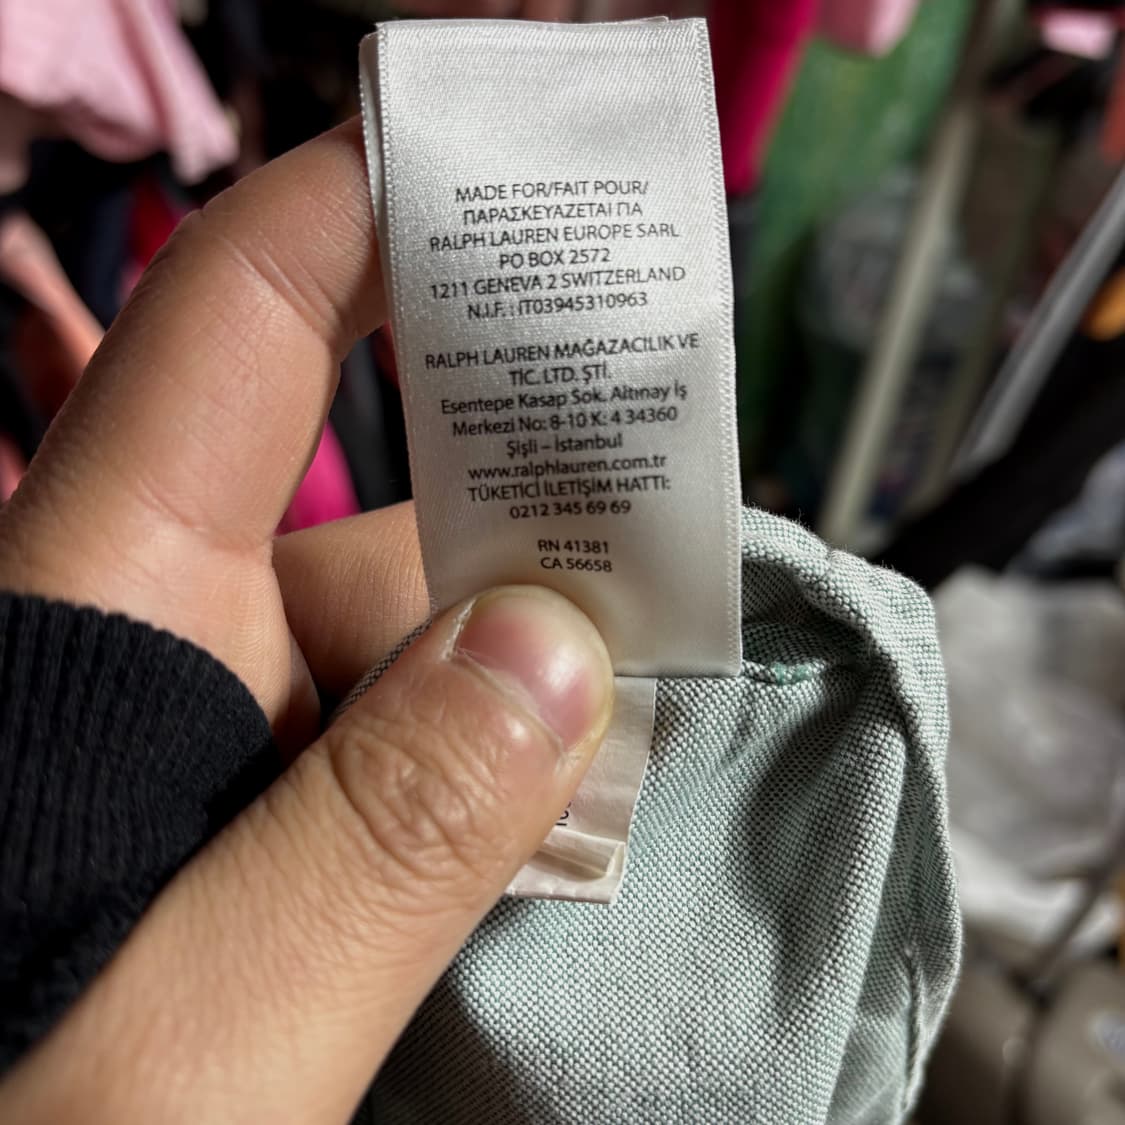 MADE FOR/FAIT POUR/
ΠΑΡΑΣΚΕΥΑΖΕΤΑΙ ΓΙΑ
RALPH LAUREN EUROPE SARL
PO BOX 2572
1211 GENEVA 2 SWITZERLAND
N.I.F. : IT03945310963
RALPH LAUREN MAĞAZACILIK VE
TİC. LTD. ŞTİ.
Esentepe Kasap Sok. Altınay İş
Merkezi No: 8-10 K: 4 34360
Şişli – İstanbul
www.ralphlauren.com.tr
TÜKETİCİ İLETİŞİM HATTI:
0212 345 69 69
RN 41381
CA 56658